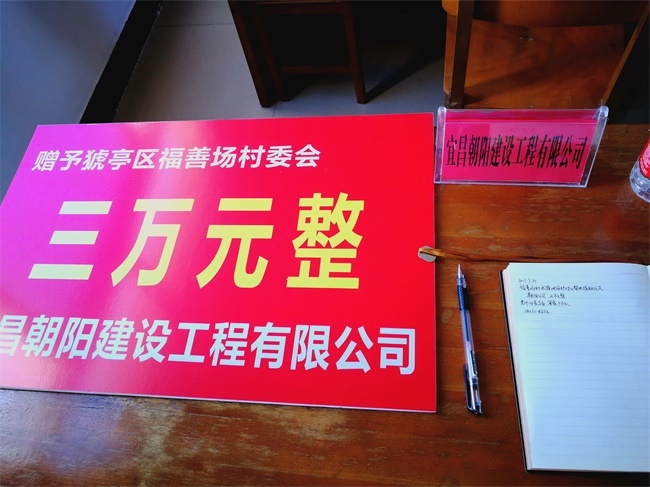 赠予猇亭区福善场村委会
三万元整
昌朝阳建设工程有限公司
宜昌朝阳建设工程有限公司